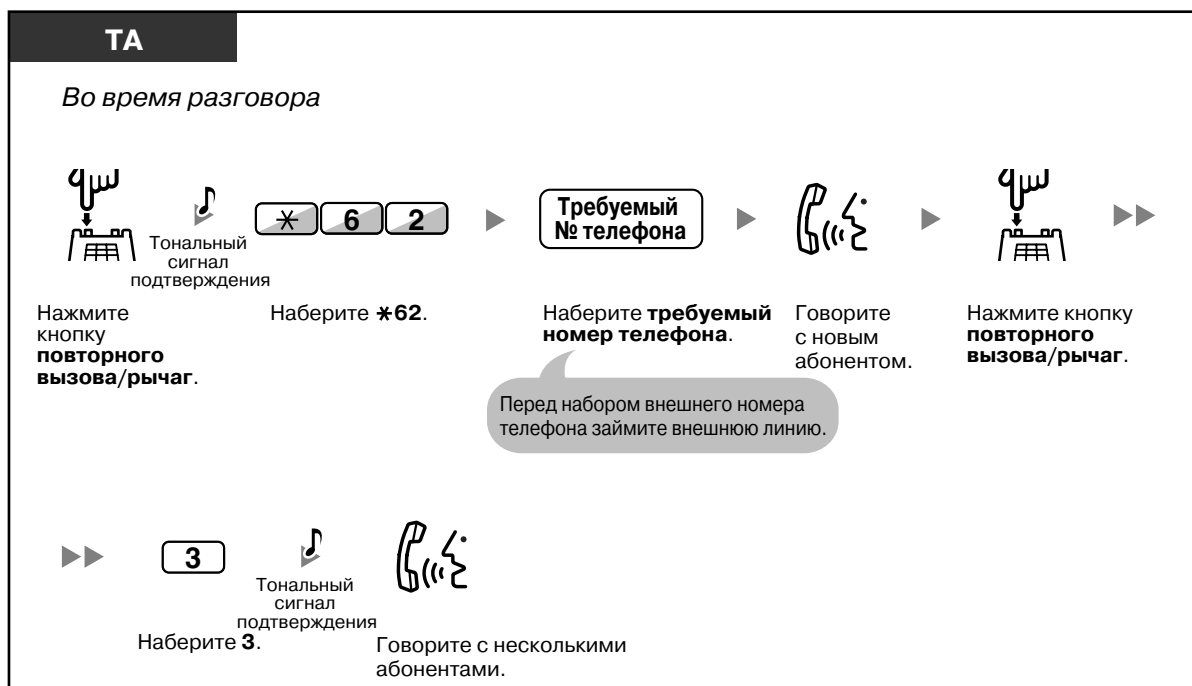 ТА
Во время разговора
Тональный
сигнал
подтверждения
* 6 2
Требуемый
№ телефона
Нажмите
кнопку
повторного
вызова/рычаг.
Наберите *62.
Наберите требуемый
номер телефона.
Говорите
с новым
абонентом.
Нажмите кнопку
повторного
вызова/рычаг.
Перед набором внешнего номера
телефона займите внешнюю линию.
3
Тональный
сигнал
подтверждения
Наберите 3.
Говорите с несколькими
абонентами.